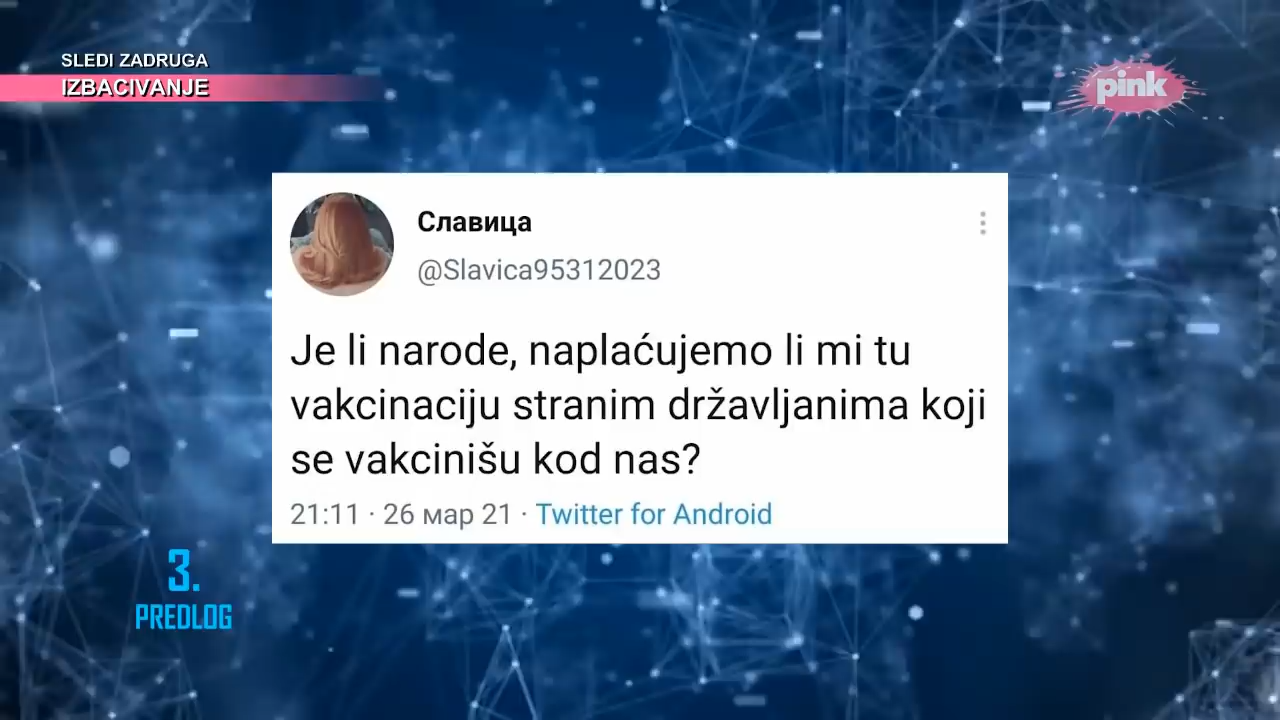 SLEDI ZADRUGA
IZBACIVANJE
pink
Славица
@Slavica95312023
Je li narode, naplaćujemo li mi tu
vakcinaciju stranim državljanima koji
se vakcinišu kod nas?
21:11 · 26 мар 21 · Twitter for Android
3.
PREDLOG